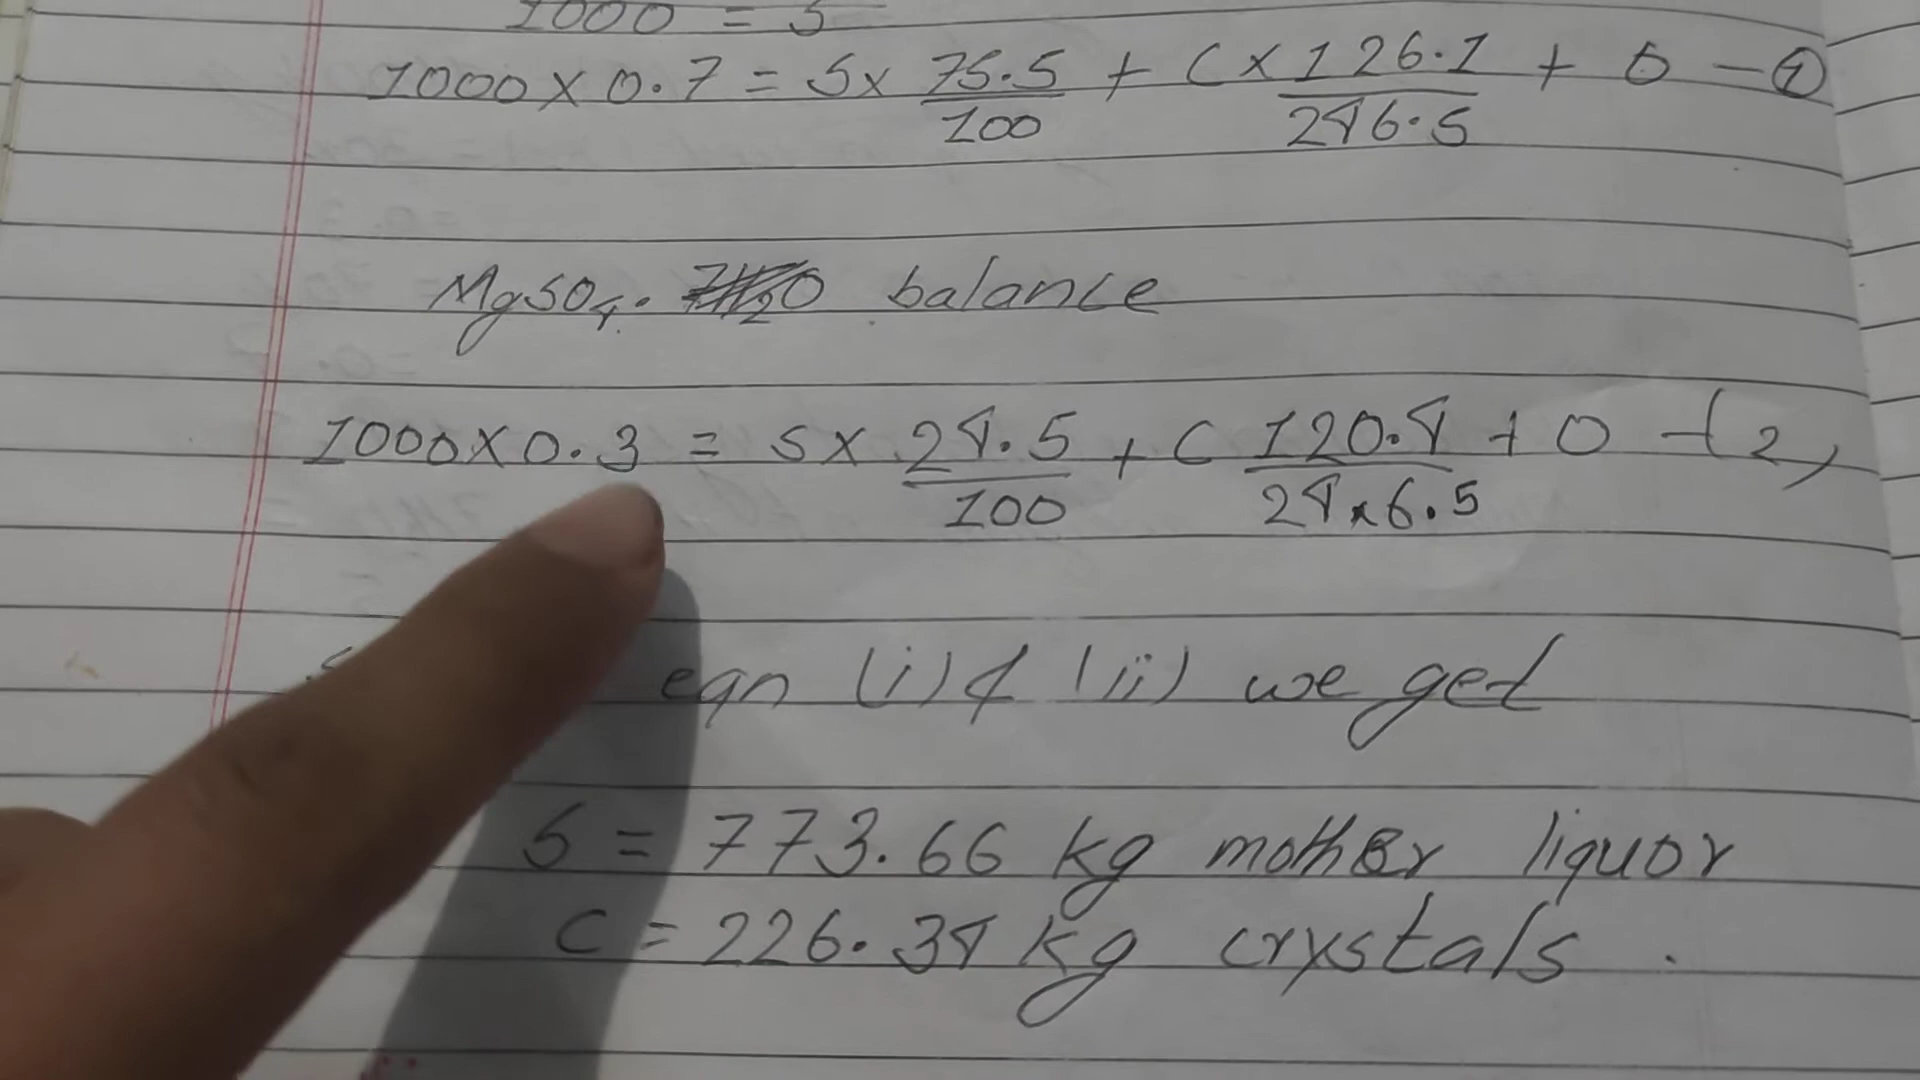 1000 = S
1000 × 0.7 = S × 75.5/100 + C × 126.1/246.5 + 0 — ①
MgSO4. balance
1000 × 0.3 = S × 24.5/100 + C 120.4/24×6.5 + 0 — (2)
eqn (i) & (ii) we get
S = 773.66 kg mother liquor
C = 226.34 kg crystals.